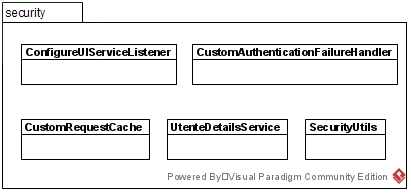 security
ConfigureUIServiceListener
CustomAuthenticationFailureHandler
CustomRequestCache
UtenteDetailsService
SecurityUtils
Powered By Visual Paradigm Community Edition